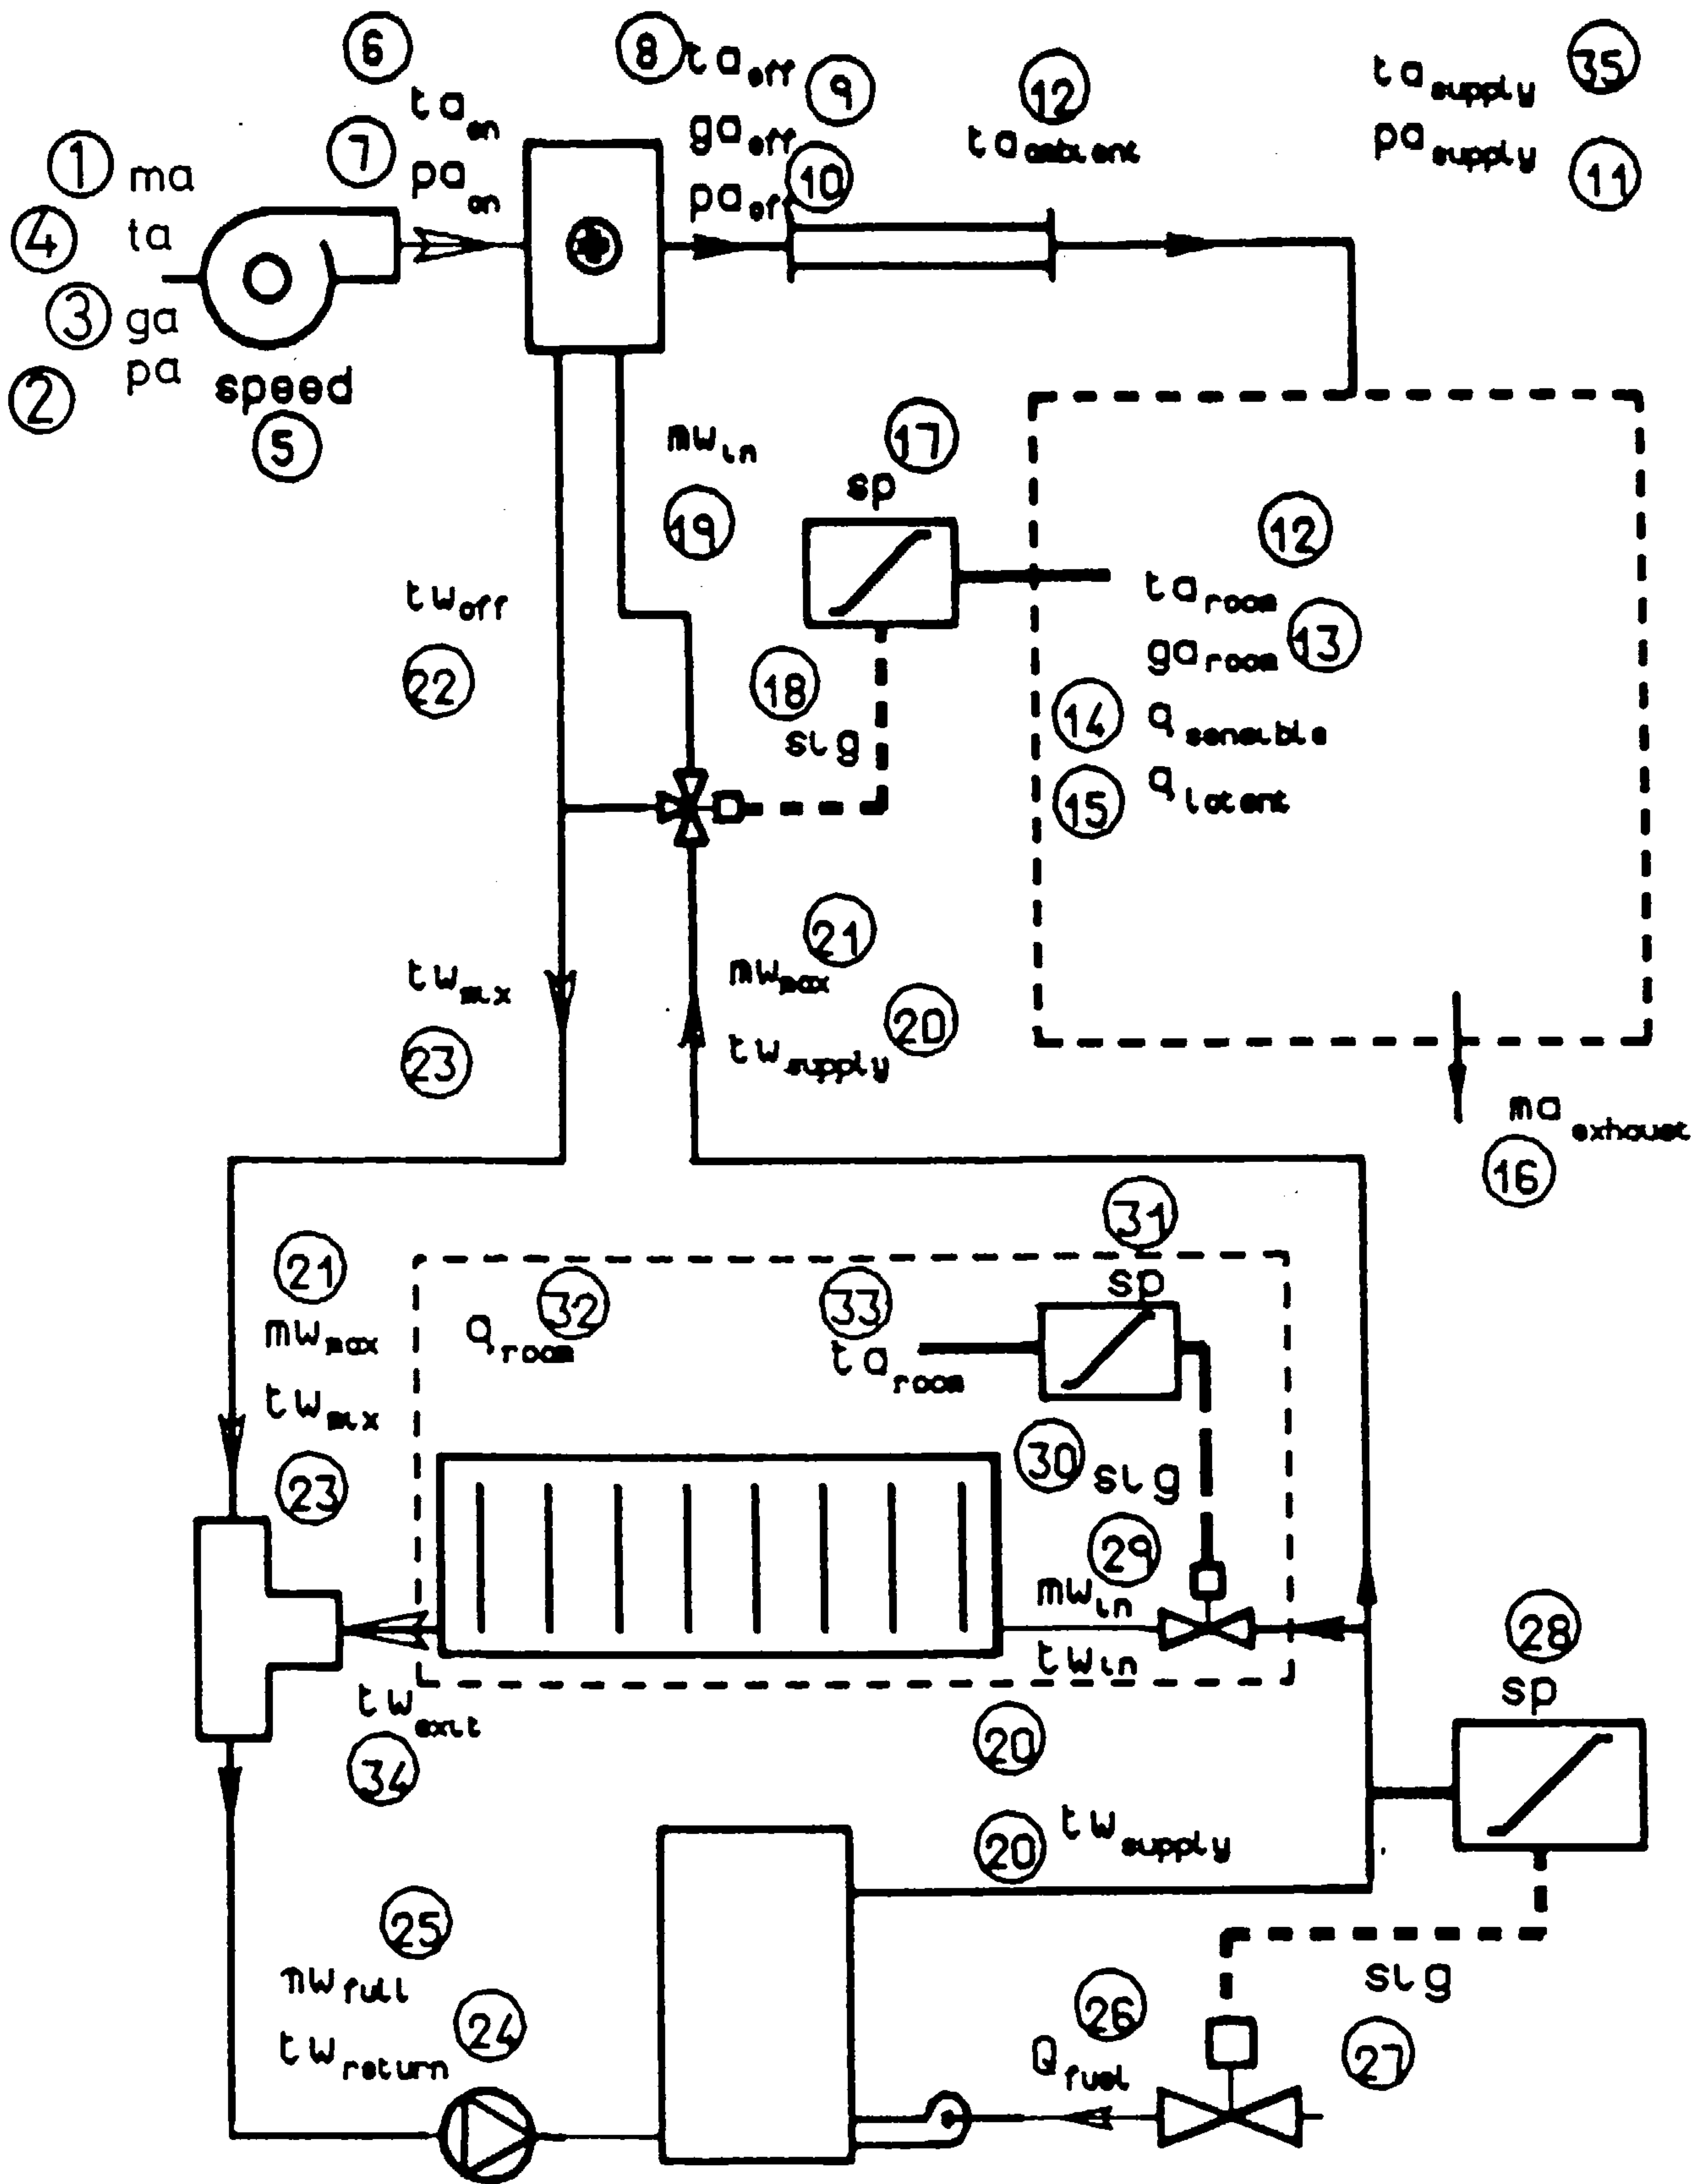 6
8 ta off 9
ta on
7
pa on
ga off
pa off 10
12
ta ambient
ta supply 35
pa supply 11
1 ma
4 ta
3 ga
2 pa
speed
5
mw in
19
17
sp
tw off
22
18
sig
12
ta room
ga room 13
14 q sensible
15 q latent
21
mw max
20
tw supply
tw mix
23
ma exhaust
16
31
sp
21
mw max
tw mix
23
q room 32
33
ta room
30 sig
29
mw in
tw in
20
tw exit
34
28
sp
20 tw supply
25
mw full
24
tw return
26
Q fuel
sig
27